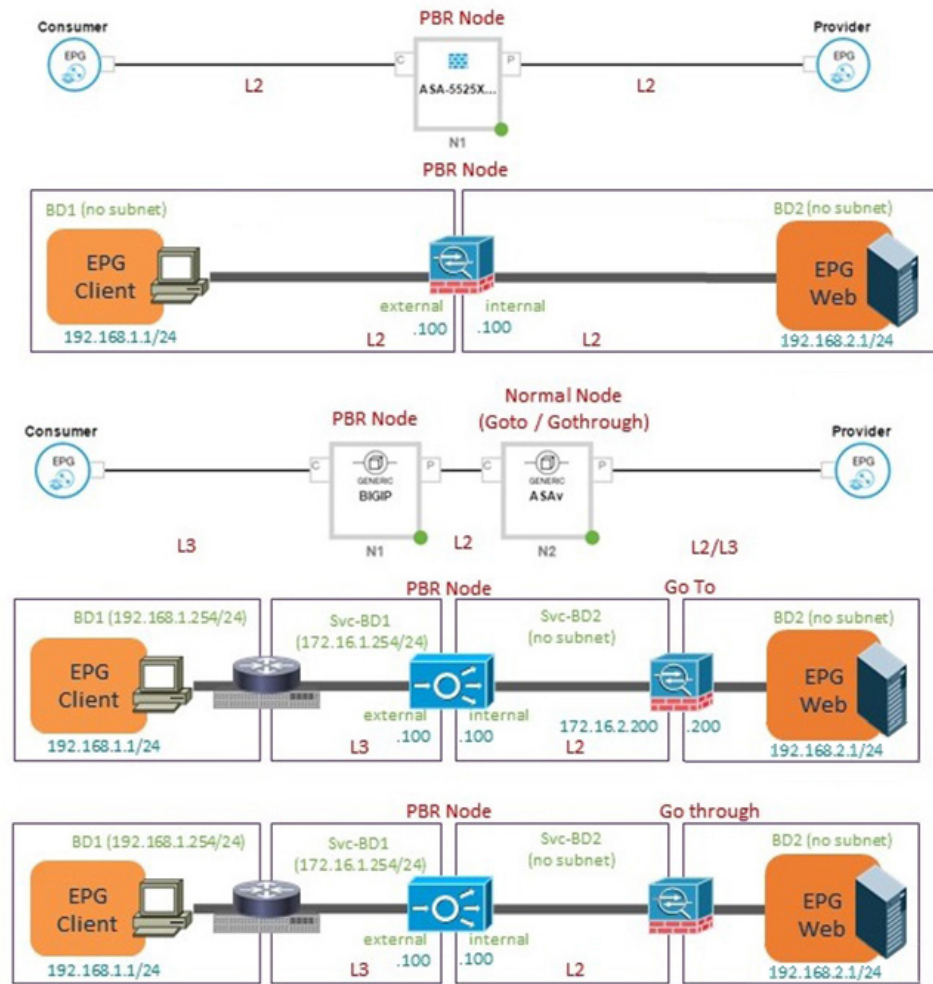 PBR Node
Consumer
Provider
EPG
C
P
EPG
L2
ASA-5525X...
L2
N1
PBR Node
BD1 (no subnet)
BD2 (no subnet)
EPG
Client
EPG
Web
external
internal
192.168.1.1/24
L2
.100
.100
L2
192.168.2.1/24
Normal Node
PBR Node
(Goto / Gothrough)
Consumer
Provider
EPG
C
P
C
P
EPG
GENERIC
BIGIP
GENERIC
ASAv
L3
N1
L2
N2
L2/L3
PBR Node
Go To
BD1 (192.168.1.254/24)
Svc-BD1
(172.16.1.254/24)
Svc-BD2
(no subnet)
BD2 (no subnet)
EPG
Client
EPG
Web
external
internal
192.168.1.1/24
L3
.100
.100
L2
172.16.2.200
.200
192.168.2.1/24
PBR Node
Go through
BD1 (192.168.1.254/24)
Svc-BD1
(172.16.1.254/24)
Svc-BD2
(no subnet)
BD2 (no subnet)
EPG
Client
EPG
Web
external
internal
192.168.1.1/24
L3
.100
.100
L2
192.168.2.1/24